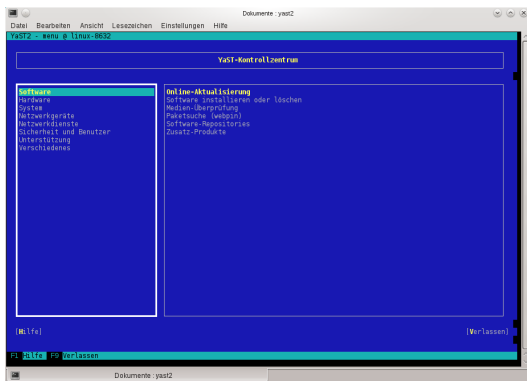 Dokumente : yast2
Datei Bearbeiten Ansicht Lesezeichen Einstellungen Hilfe
YaST2 - menu @ linux-8632
YaST-Kontrollzentrum
Software
Hardware
System
Netzwerkgeräte
Netzwerkdienste
Sicherheit und Benutzer
Unterstützung
Verschiedenes
Online-Aktualisierung
Software installieren oder löschen
Medien-Überprüfung
Paketsuche (webpin)
Software-Repositories
Zusatz-Produkte
[Hilfe] [Verlassen]
F1 Hilfe F9 Verlassen
Dokumente : yast2